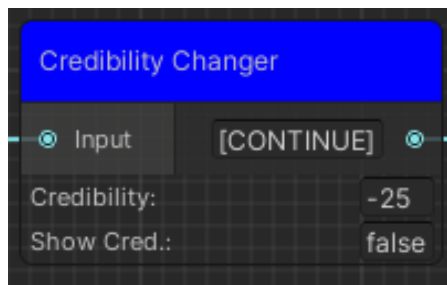 Credibility Changer
Input [CONTINUE]
Credibility: -25
Show Cred.: false